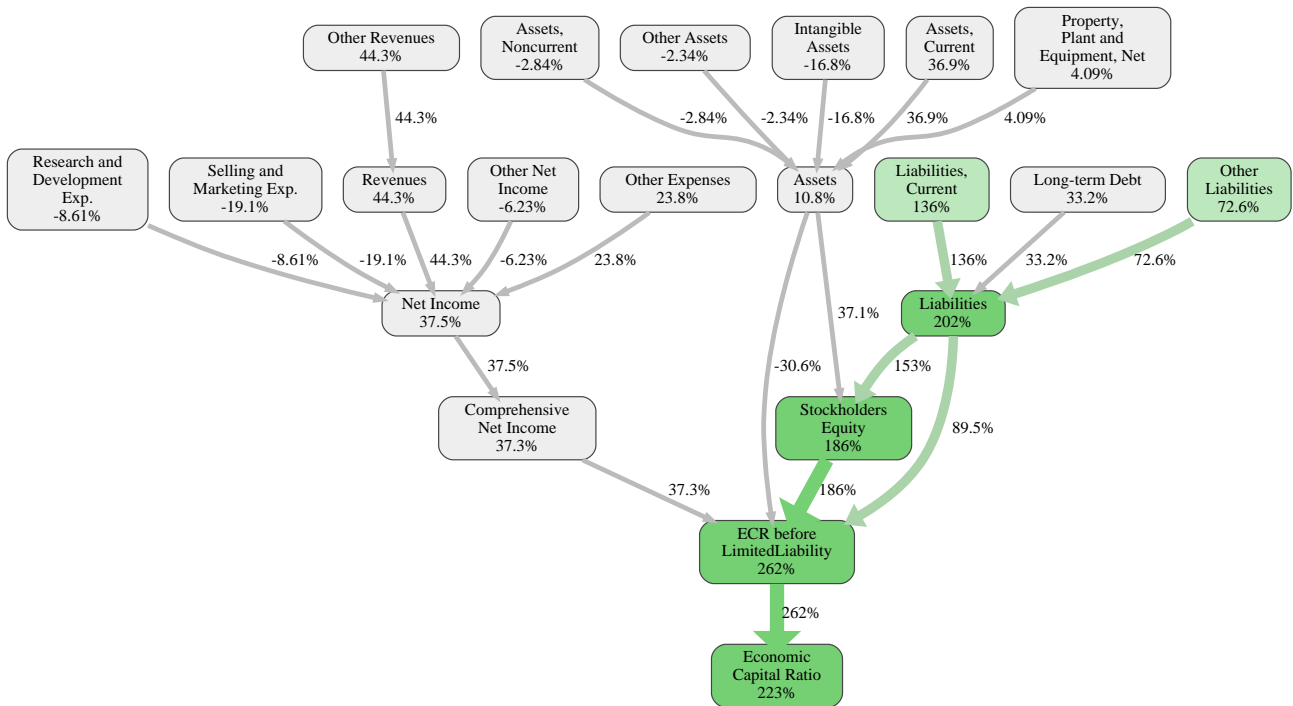 Other Revenues
44.3%
Assets,
Noncurrent
-2.84%
Other Assets
-2.34%
Intangible
Assets
-16.8%
Assets,
Current
36.9%
Property,
Plant and
Equipment, Net
4.09%
44.3%
-2.84%
-2.34%
-16.8%
36.9%
4.09%
Research and
Development
Exp.
-8.61%
Selling and
Marketing Exp.
-19.1%
Revenues
44.3%
Other Net
Income
-6.23%
Other Expenses
23.8%
Assets
10.8%
Liabilities,
Current
136%
Long-term Debt
33.2%
Other
Liabilities
72.6%
-8.61%
-19.1%
44.3%
-6.23%
23.8%
136%
33.2%
72.6%
Net Income
37.5%
Liabilities
202%
37.1%
37.5%
-30.6%
153%
Comprehensive
Net Income
37.3%
Stockholders
Equity
186%
89.5%
37.3%
186%
ECR before
LimitedLiability
262%
262%
Economic
Capital Ratio
223%